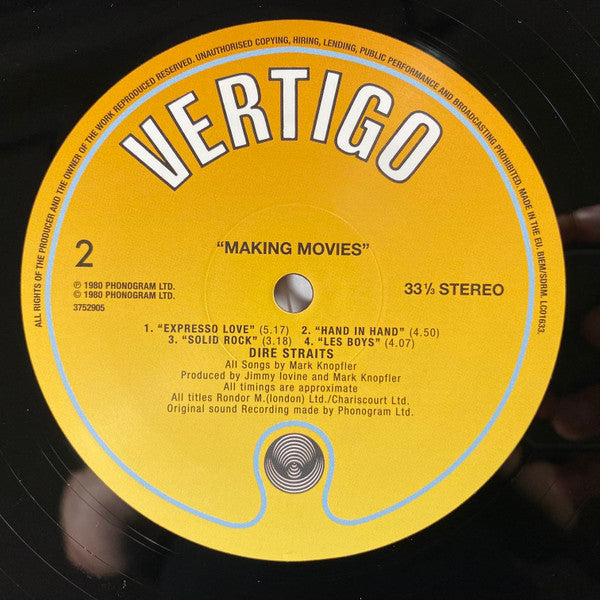 ALL RIGHTS OF THE PRODUCER AND THE OWNER OF THE WORK REPRODUCED RESERVED. UNAUTHORISED COPYING, HIRING, LENDING, PUBLIC PERFORMANCE AND BROADCASTING PROHIBITED. MADE IN THE EU. BIEM/SDRM. LC01633.
VERTIGO
2
"MAKING MOVIES"
℗ 1980 PHONOGRAM LTD.
© 1980 PHONOGRAM LTD.
3752905
33 ⅓ STEREO
1. "EXPRESSO LOVE" (5.17) 2. "HAND IN HAND" (4.50)
3. "SOLID ROCK" (3.18) 4. "LES BOYS" (4.07)
DIRE STRAITS
All Songs by Mark Knopfler
Produced by Jimmy Iovine and Mark Knopfler
All timings are approximate
All titles Rondor M.(london) Ltd./Chariscourt Ltd.
Original sound Recording made by Phonogram Ltd.